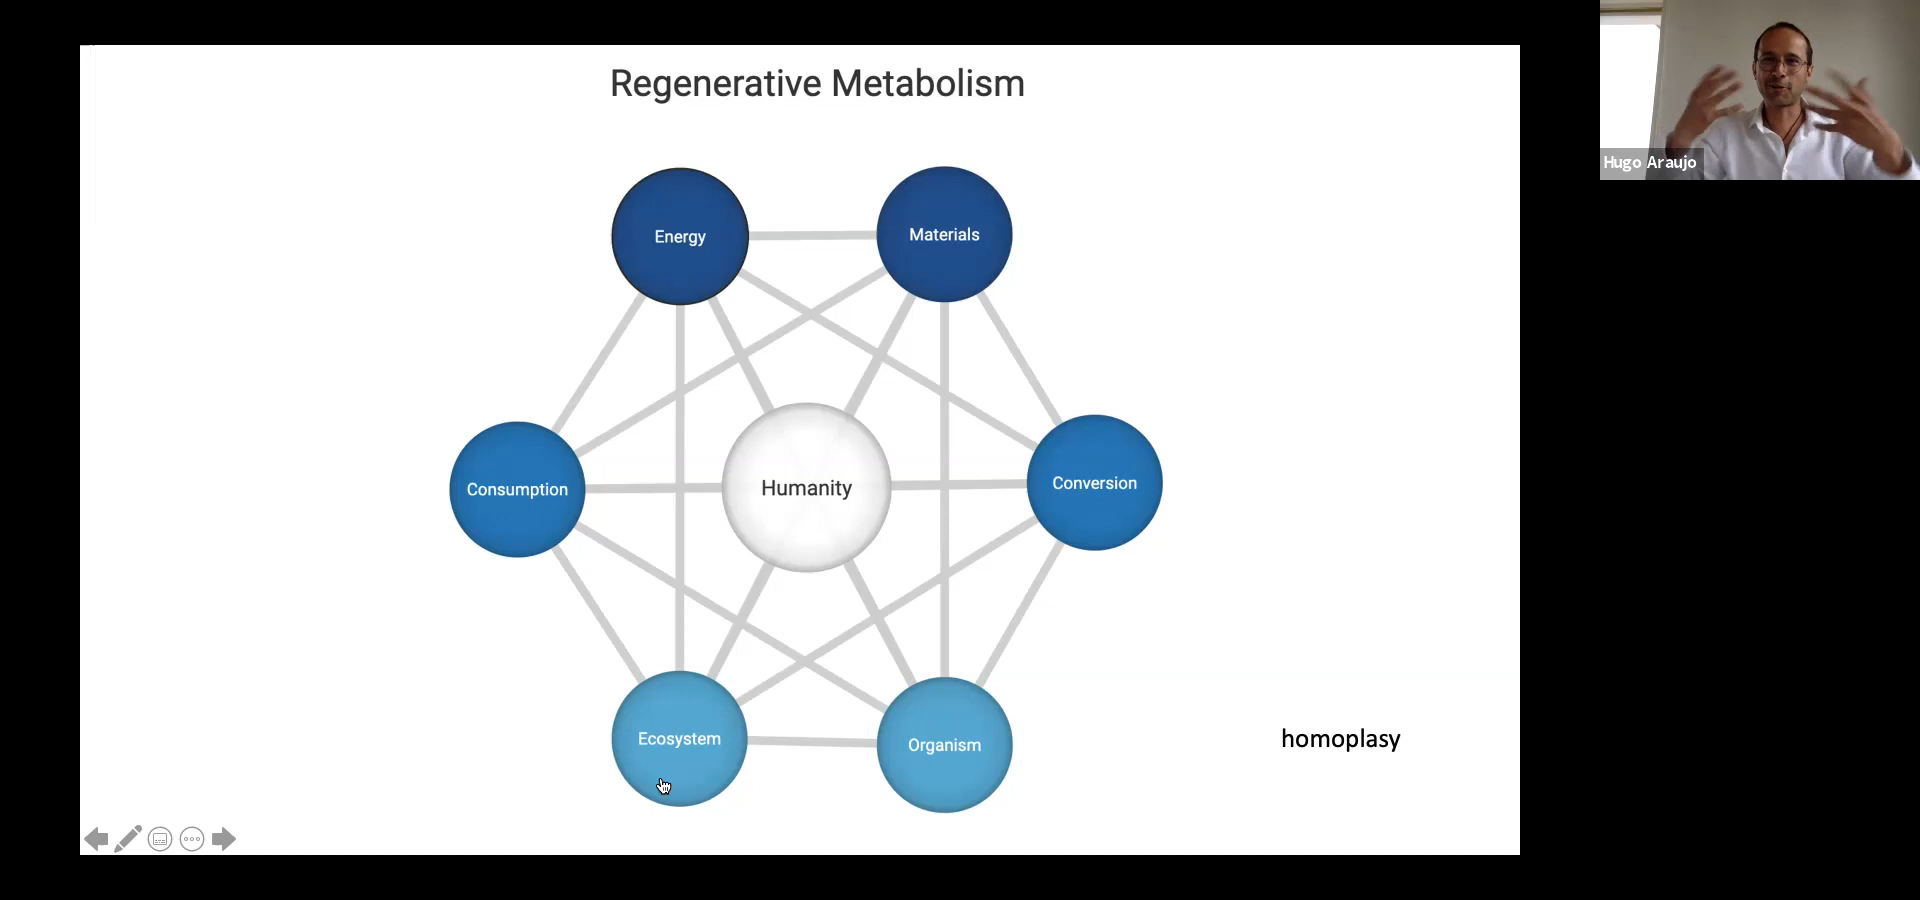 Regenerative Metabolism
Energy
Materials
Consumption
Humanity
Conversion
Ecosystem
Organism
homoplasy
Hugo Araujo